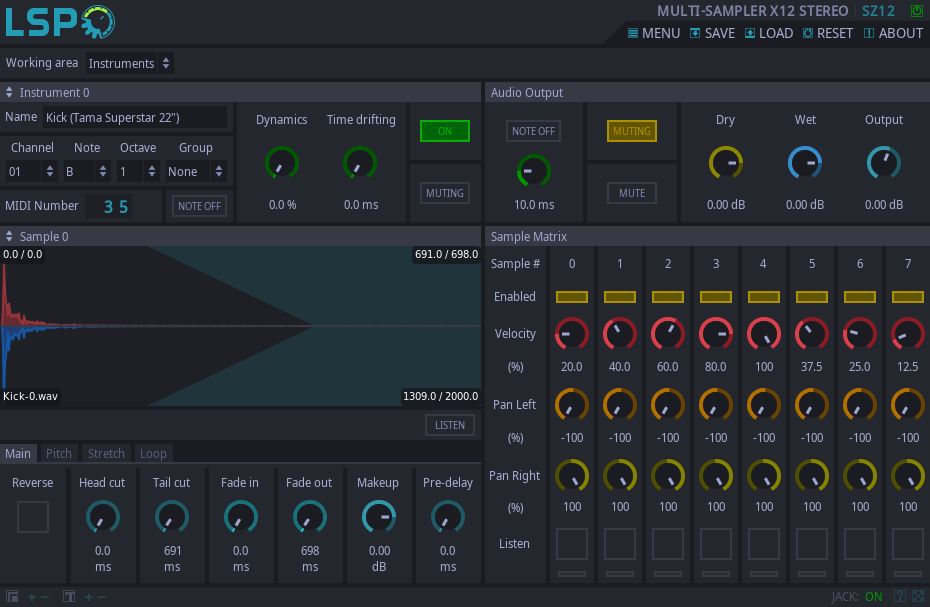 LSP
MULTI-SAMPLER X12 STEREO SZ12
MENU SAVE LOAD RESET ABOUT
Working area Instruments
Instrument 0
Name Kick (Tama Superstar 22")
Channel Note Octave Group
01 B 1 None
MIDI Number 35 NOTE OFF
Dynamics Time drifting
0.0 % 0.0 ms
ON
MUTING
Audio Output
NOTE OFF
10.0 ms
MUTING
MUTE
Dry Wet Output
0.00 dB 0.00 dB 0.00 dB
Sample 0
0.0 / 0.0 691.0 / 698.0
Kick-0.wav 1309.0 / 2000.0
LISTEN
Main Pitch Stretch Loop
Reverse Head cut Tail cut Fade in Fade out Makeup Pre-delay
0.0 691 0.0 698 0.00 0.0
ms ms ms ms dB ms
Sample Matrix
Sample # 0 1 2 3 4 5 6 7
Enabled
Velocity
(%) 20.0 40.0 60.0 80.0 100 37.5 25.0 12.5
Pan Left
(%) -100 -100 -100 -100 -100 -100 -100 -100
Pan Right
(%) 100 100 100 100 100 100 100 100
Listen
JACK: ON